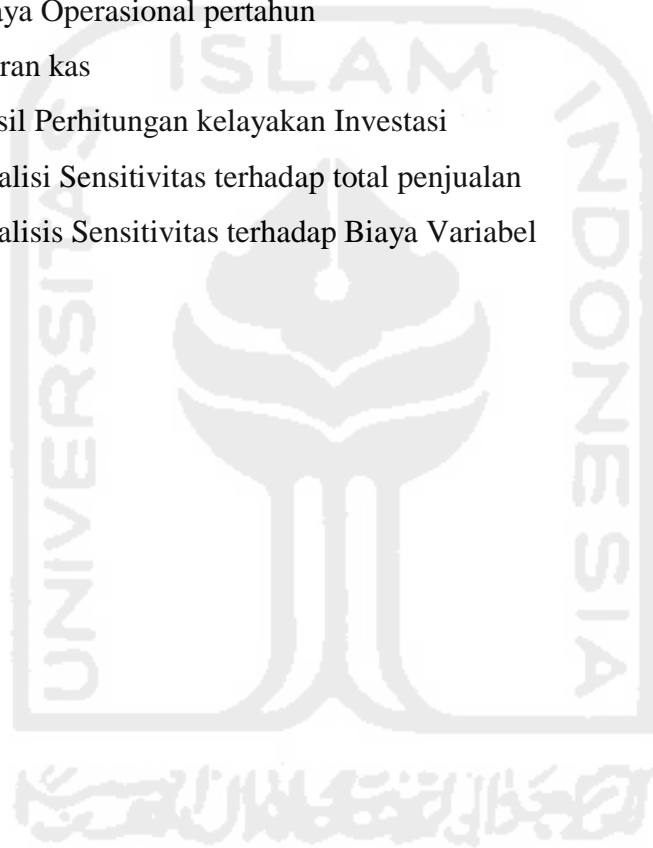 aya Operasional pertahun
ran kas
sil Perhitungan kelayakan Investasi
alisi Sensitivitas terhadap total penjualan
alisis Sensitivitas terhadap Biaya Variabel
ISLAM
UNIVERSITAS
INDONESIA